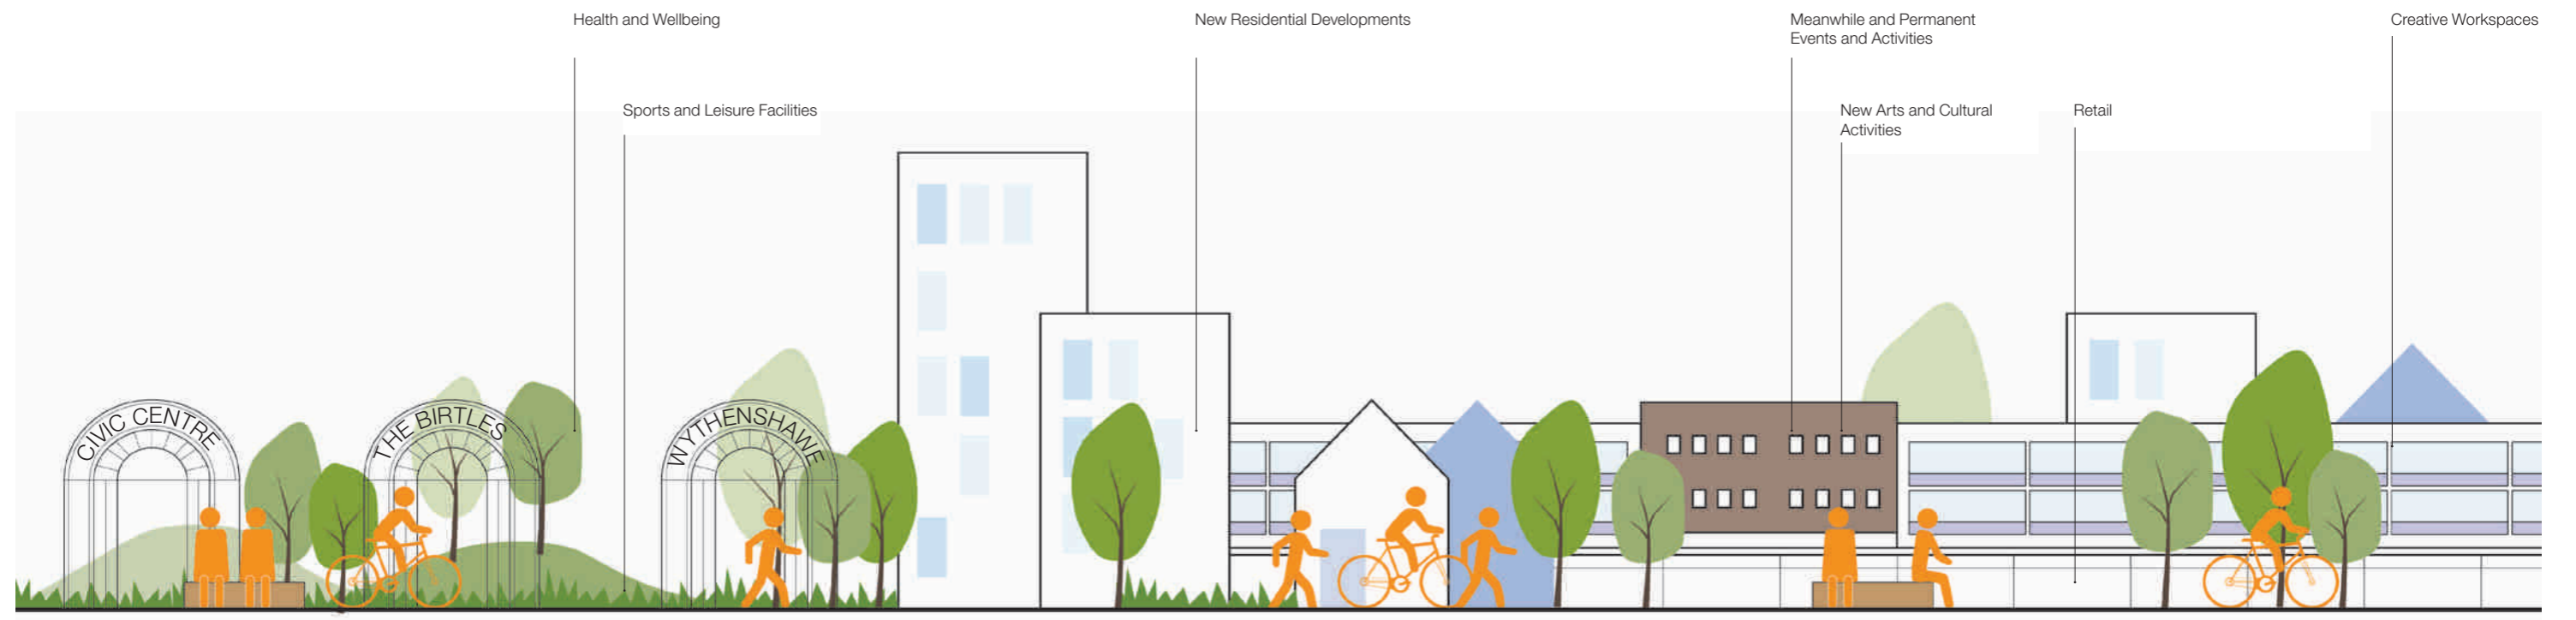 Health and Wellbeing
New Residential Developments
Meanwhile and Permanent
Events and Activities
Creative Workspaces
Sports and Leisure Facilities
New Arts and Cultural
Activities
Retail
CIVIC CENTRE
THE BIRTLES
WYTHENSHAWE